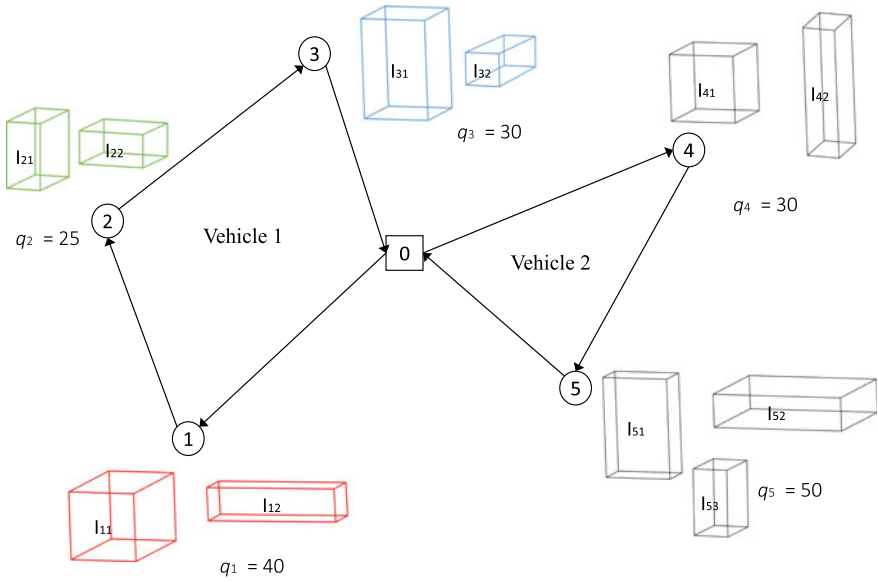 3
I31
I32
q3 = 30
I41
I42
4
q4 = 30
I21
I22
2
q2 = 25
Vehicle 1
0
Vehicle 2
5
I51
I52
I53
q5 = 50
1
I11
I12
q1 = 40